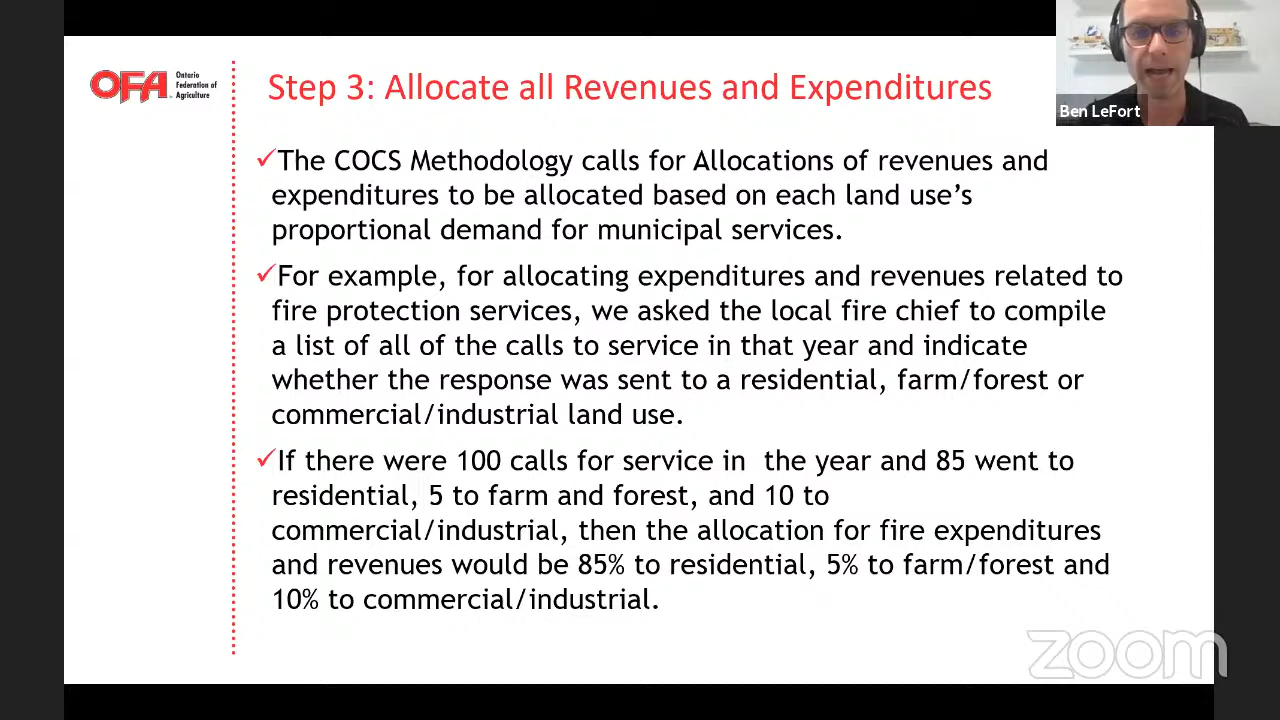 OFA
Ontario
Federation of
Agriculture
Step 3: Allocate all Revenues and Expenditures
Ben LeFort
✓The COCS Methodology calls for Allocations of revenues and
expenditures to be allocated based on each land use’s
proportional demand for municipal services.
✓For example, for allocating expenditures and revenues related to
fire protection services, we asked the local fire chief to compile
a list of all of the calls to service in that year and indicate
whether the response was sent to a residential, farm/forest or
commercial/industrial land use.
✓If there were 100 calls for service in  the year and 85 went to
residential, 5 to farm and forest, and 10 to
commercial/industrial, then the allocation for fire expenditures
and revenues would be 85% to residential, 5% to farm/forest and
10% to commercial/industrial.
zoom